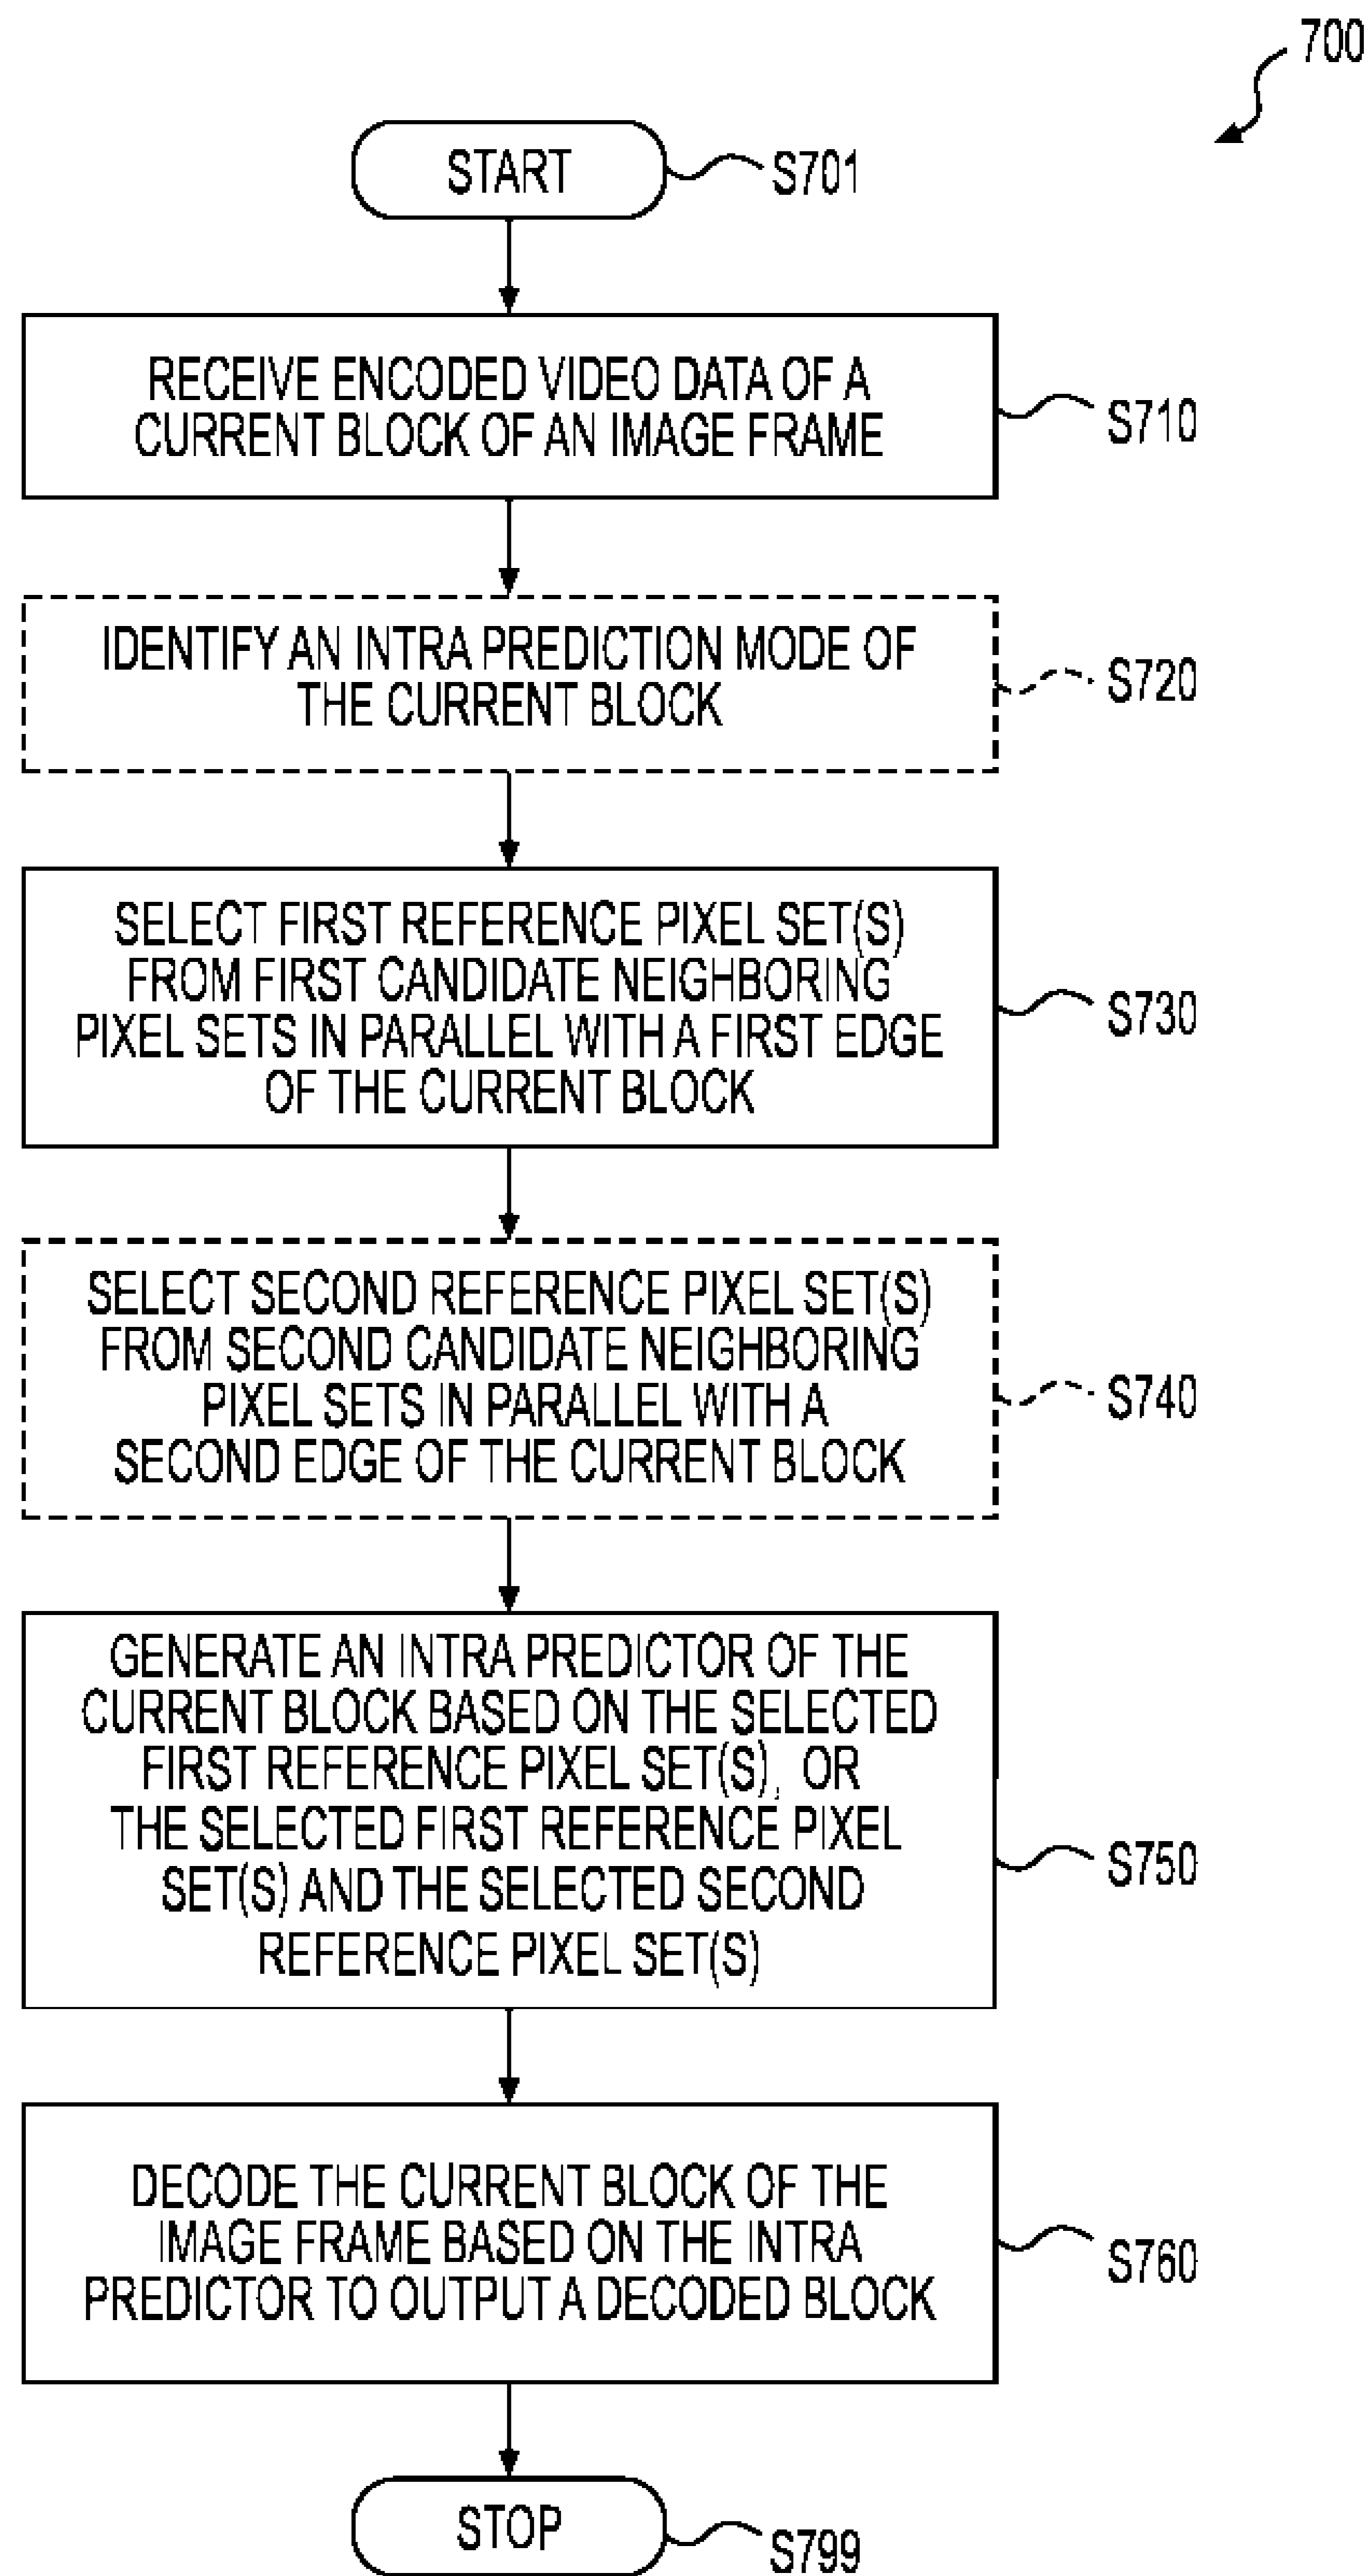 700
START
S701
RECEIVE ENCODED VIDEO DATA OF A
CURRENT BLOCK OF AN IMAGE FRAME
S710
IDENTIFY AN INTRA PREDICTION MODE OF
THE CURRENT BLOCK
S720
SELECT FIRST REFERENCE PIXEL SET(S)
FROM FIRST CANDIDATE NEIGHBORING
PIXEL SETS IN PARALLEL WITH A FIRST EDGE
OF THE CURRENT BLOCK
S730
SELECT SECOND REFERENCE PIXEL SET(S)
FROM SECOND CANDIDATE NEIGHBORING
PIXEL SETS IN PARALLEL WITH A
SECOND EDGE OF THE CURRENT BLOCK
S740
GENERATE AN INTRA PREDICTOR OF THE
CURRENT BLOCK BASED ON THE SELECTED
FIRST REFERENCE PIXEL SET(S), OR
THE SELECTED FIRST REFERENCE PIXEL
SET(S) AND THE SELECTED SECOND
REFERENCE PIXEL SET(S)
S750
DECODE THE CURRENT BLOCK OF THE
IMAGE FRAME BASED ON THE INTRA
PREDICTOR TO OUTPUT A DECODED BLOCK
S760
STOP
S799